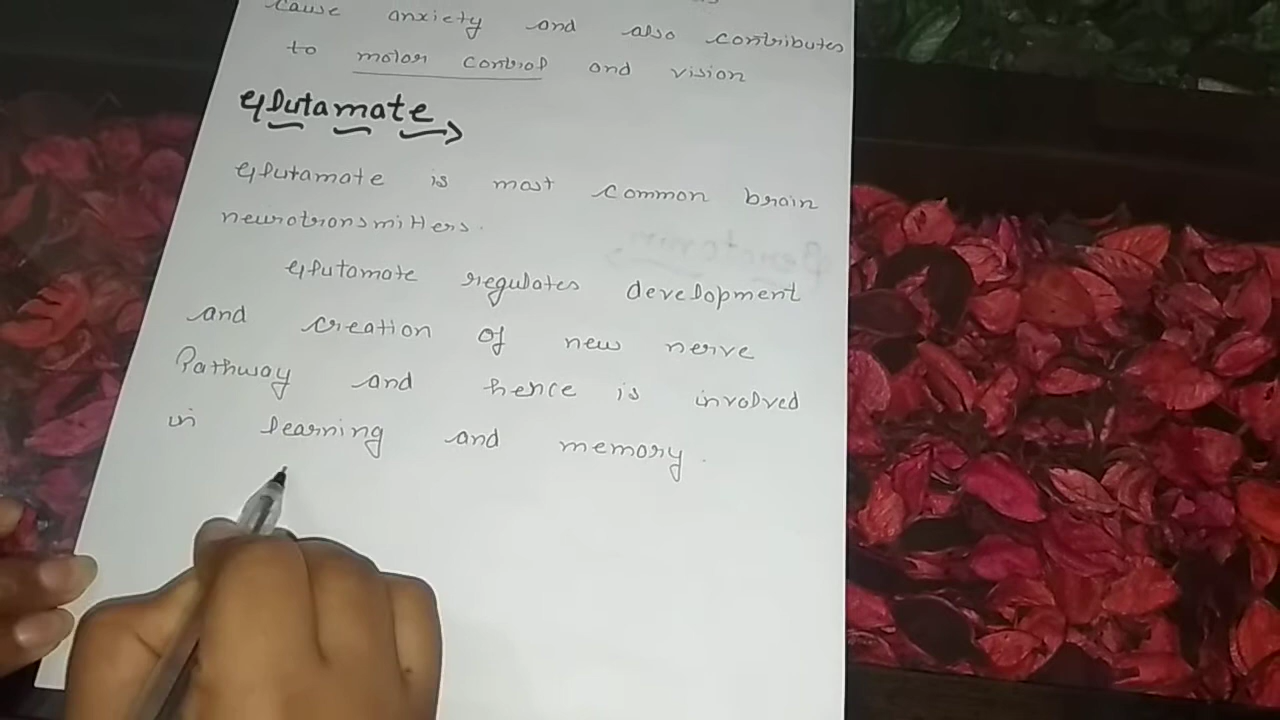 cause anxiety and also contributes
to motor control and vision
Glutamate
Glutamate is most common brain
neurotransmitters.
Glutamate regulates development
and creation of new nerve
Pathway and hence is involved
in learning and memory.